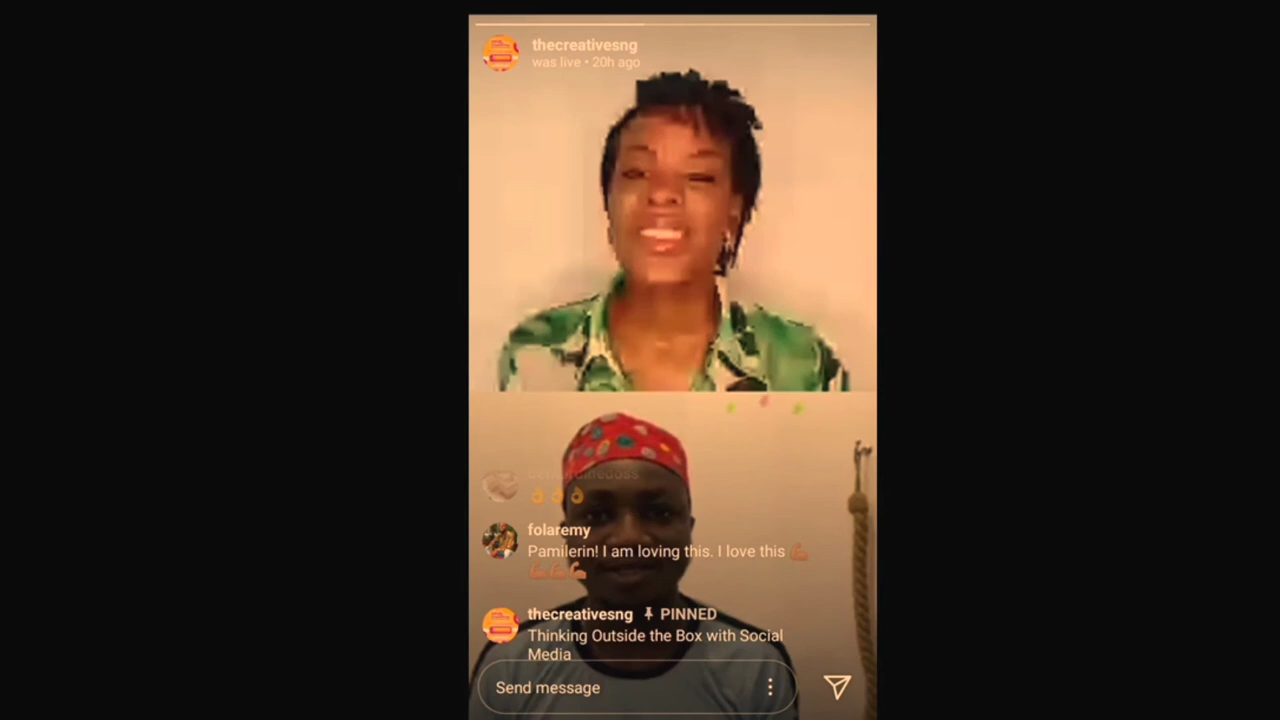 thecreativesng
was live • 20h ago
👌👌👌
folaremy
Pamilerin! I am loving this. I love this 💪
💪💪💪
thecreativesng PINNED
Thinking Outside the Box with Social
Media
Send message